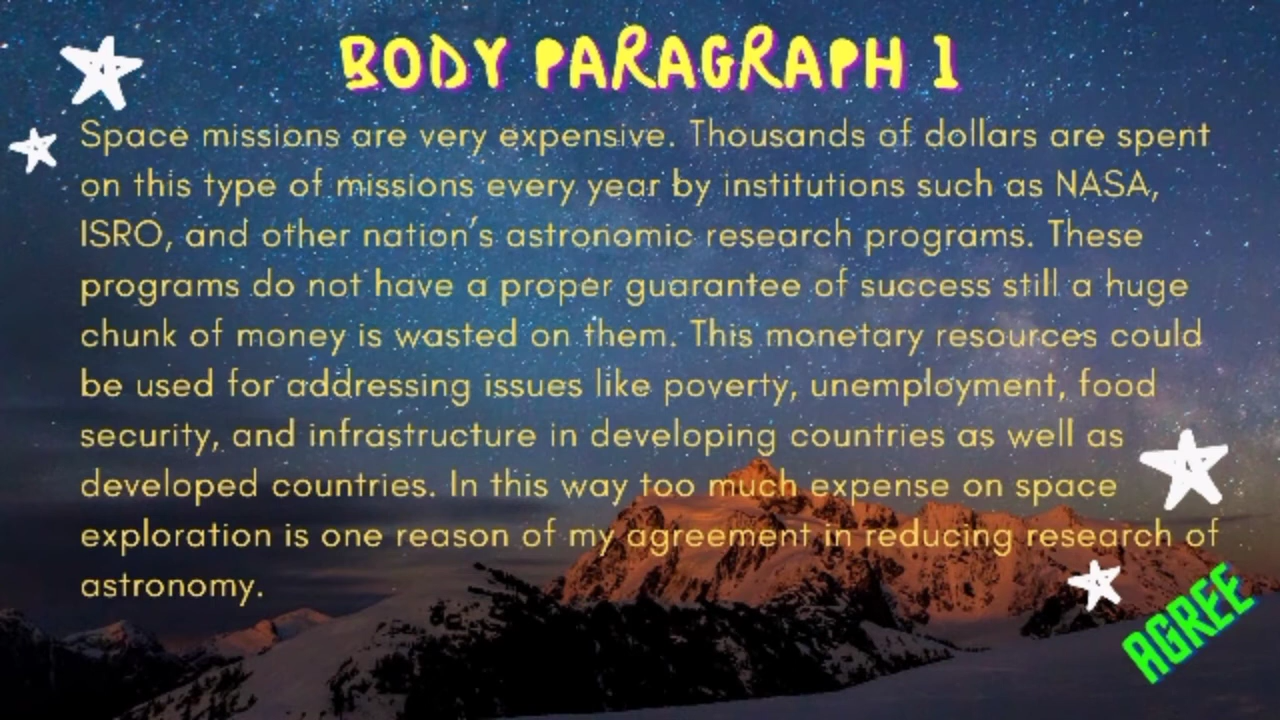 BODY PARAGRAPH 1
Space missions are very expensive. Thousands of dollars are spent
on this type of missions every year by institutions such as NASA,
ISRO, and other nation's astronomic research programs. These
programs do not have a proper guarantee of success still a huge
chunk of money is wasted on them. This monetary resources could
be used for addressing issues like poverty, unemployment, food
security, and infrastructure in developing countries as well as
developed countries. In this way too much expense on space
exploration is one reason of my agreement in reducing research of
astronomy.
AGREE